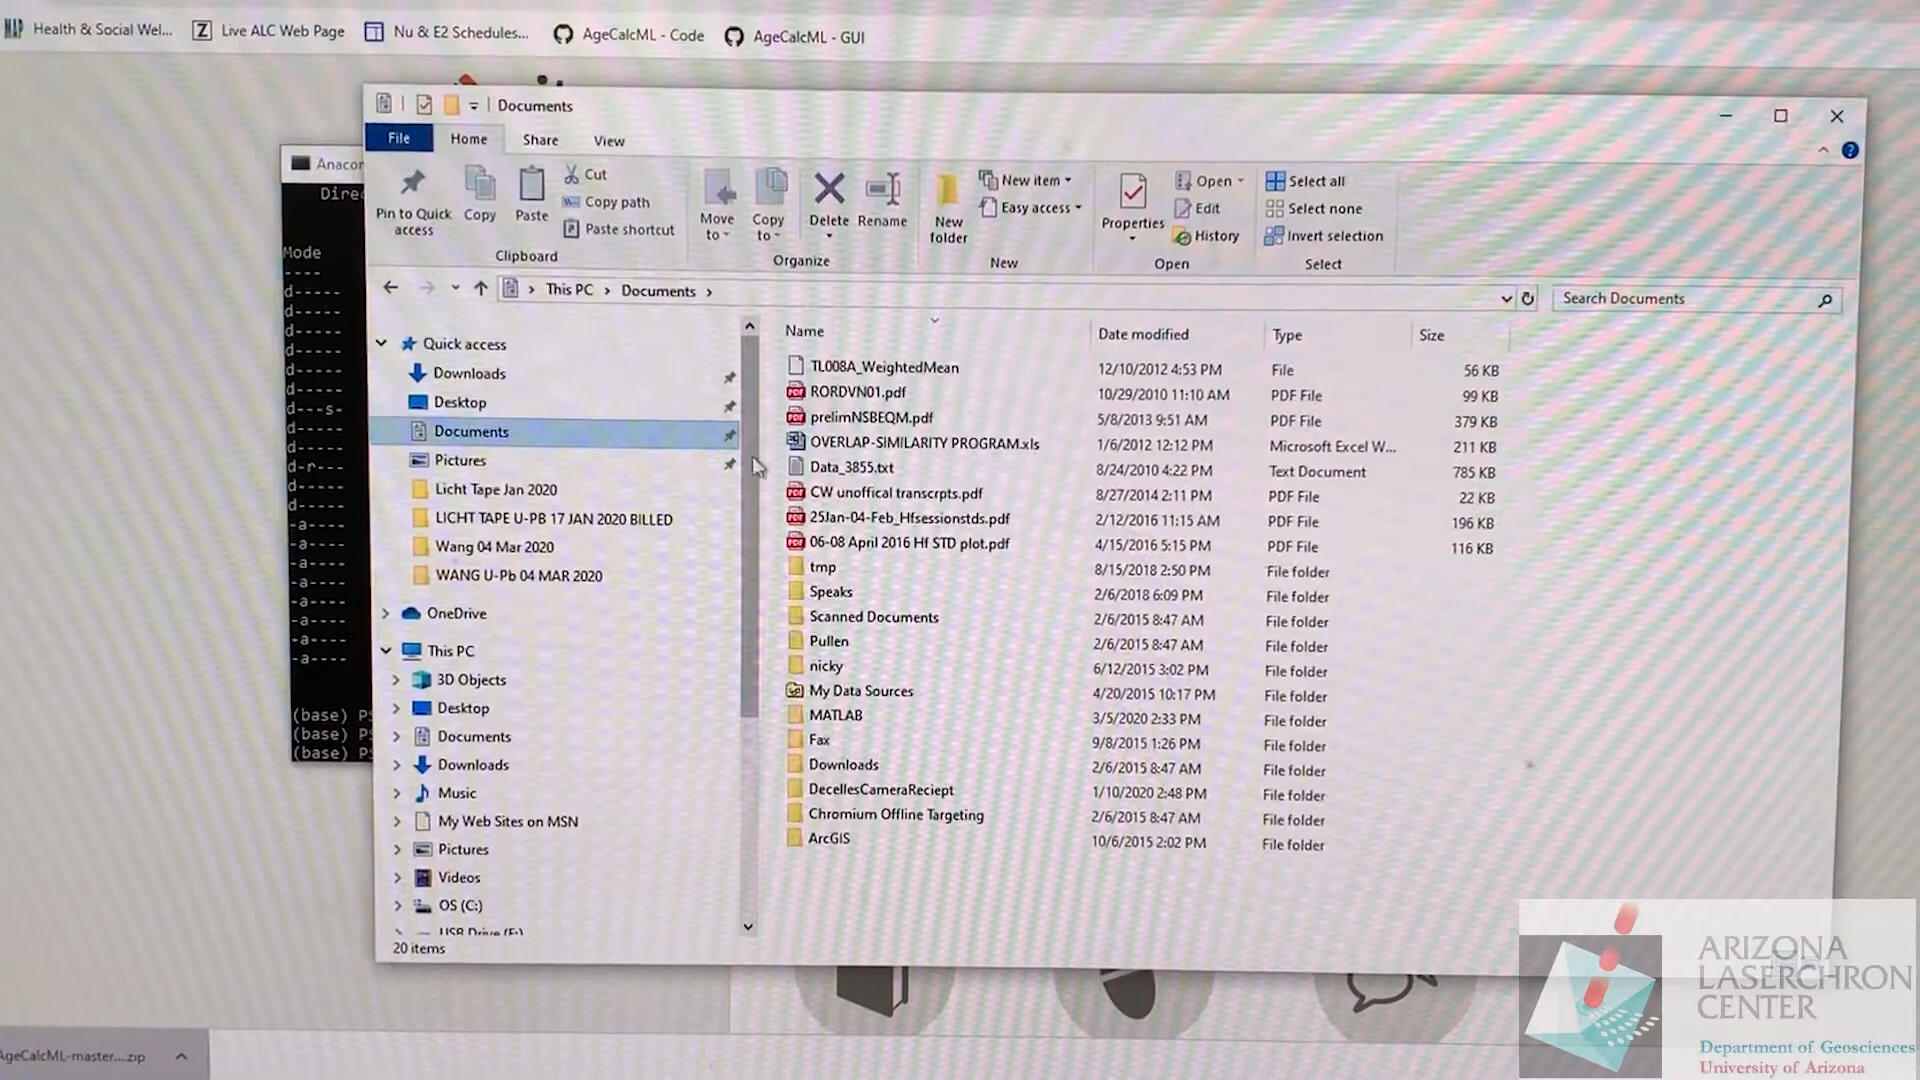 Health & Social Wel...
Live ALC Web Page
Nu & E2 Schedules...
AgeCalcML - Code
AgeCalcML - GUI
Documents
File
Home
Share
View
Pin to Quick access
Copy
Paste
Cut
Copy path
Paste shortcut
Clipboard
Move to
Copy to
Delete
Rename
Organize
New folder
New item
Easy access
New
Properties
Open
Edit
History
Open
Select all
Select none
Invert selection
Select
This PC > Documents >
Search Documents
Quick access
Downloads
Desktop
Documents
Pictures
Licht Tape Jan 2020
LICHT TAPE U-PB 17 JAN 2020 BILLED
Wang 04 Mar 2020
WANG U-Pb 04 MAR 2020
OneDrive
This PC
3D Objects
Desktop
Documents
Downloads
Music
My Web Sites on MSN
Pictures
Videos
OS (C:)
USB Drive (F:)
20 items
Name Date modified Type Size
TL008A_WeightedMean 12/10/2012 4:53 PM File 56 KB
RORDVN01.pdf 10/29/2010 11:10 AM PDF File 99 KB
prelimNSBEQM.pdf 5/8/2013 9:51 AM PDF File 379 KB
OVERLAP-SIMILARITY PROGRAM.xls 1/6/2012 12:12 PM Microsoft Excel W... 211 KB
Data_3855.txt 8/24/2010 4:22 PM Text Document 785 KB
CW unoffical transcrpts.pdf 8/27/2014 2:11 PM PDF File 22 KB
25Jan-04-Feb_Hfsessionstds.pdf 2/12/2016 11:15 AM PDF File 196 KB
06-08 April 2016 Hf STD plot.pdf 4/15/2016 5:15 PM PDF File 116 KB
tmp 8/15/2018 2:50 PM File folder
Speaks 2/6/2018 6:09 PM File folder
Scanned Documents 2/6/2015 8:47 AM File folder
Pullen 2/6/2015 8:47 AM File folder
nicky 6/12/2015 3:02 PM File folder
My Data Sources 4/20/2015 10:17 PM File folder
MATLAB 3/5/2020 2:33 PM File folder
Fax 9/8/2015 1:26 PM File folder
Downloads 2/6/2015 8:47 AM File folder
DecellesCameraReciept 1/10/2020 2:48 PM File folder
Chromium Offline Targeting 2/6/2015 8:47 AM File folder
ArcGIS 10/6/2015 2:02 PM File folder
Anacon
Direc
Mode
----
d-----
d-----
d-----
d-----
d-----
d-----
d---s-
d-----
d-----
d-r---
d-----
d-----
-a----
-a----
-a----
-a----
-a----
-a----
-a----
-a----
(base) PS
(base) PS
(base) PS
AgeCalcML-master....zip
ARIZONA
LASERCHRON
CENTER
Department of Geosciences
University of Arizona